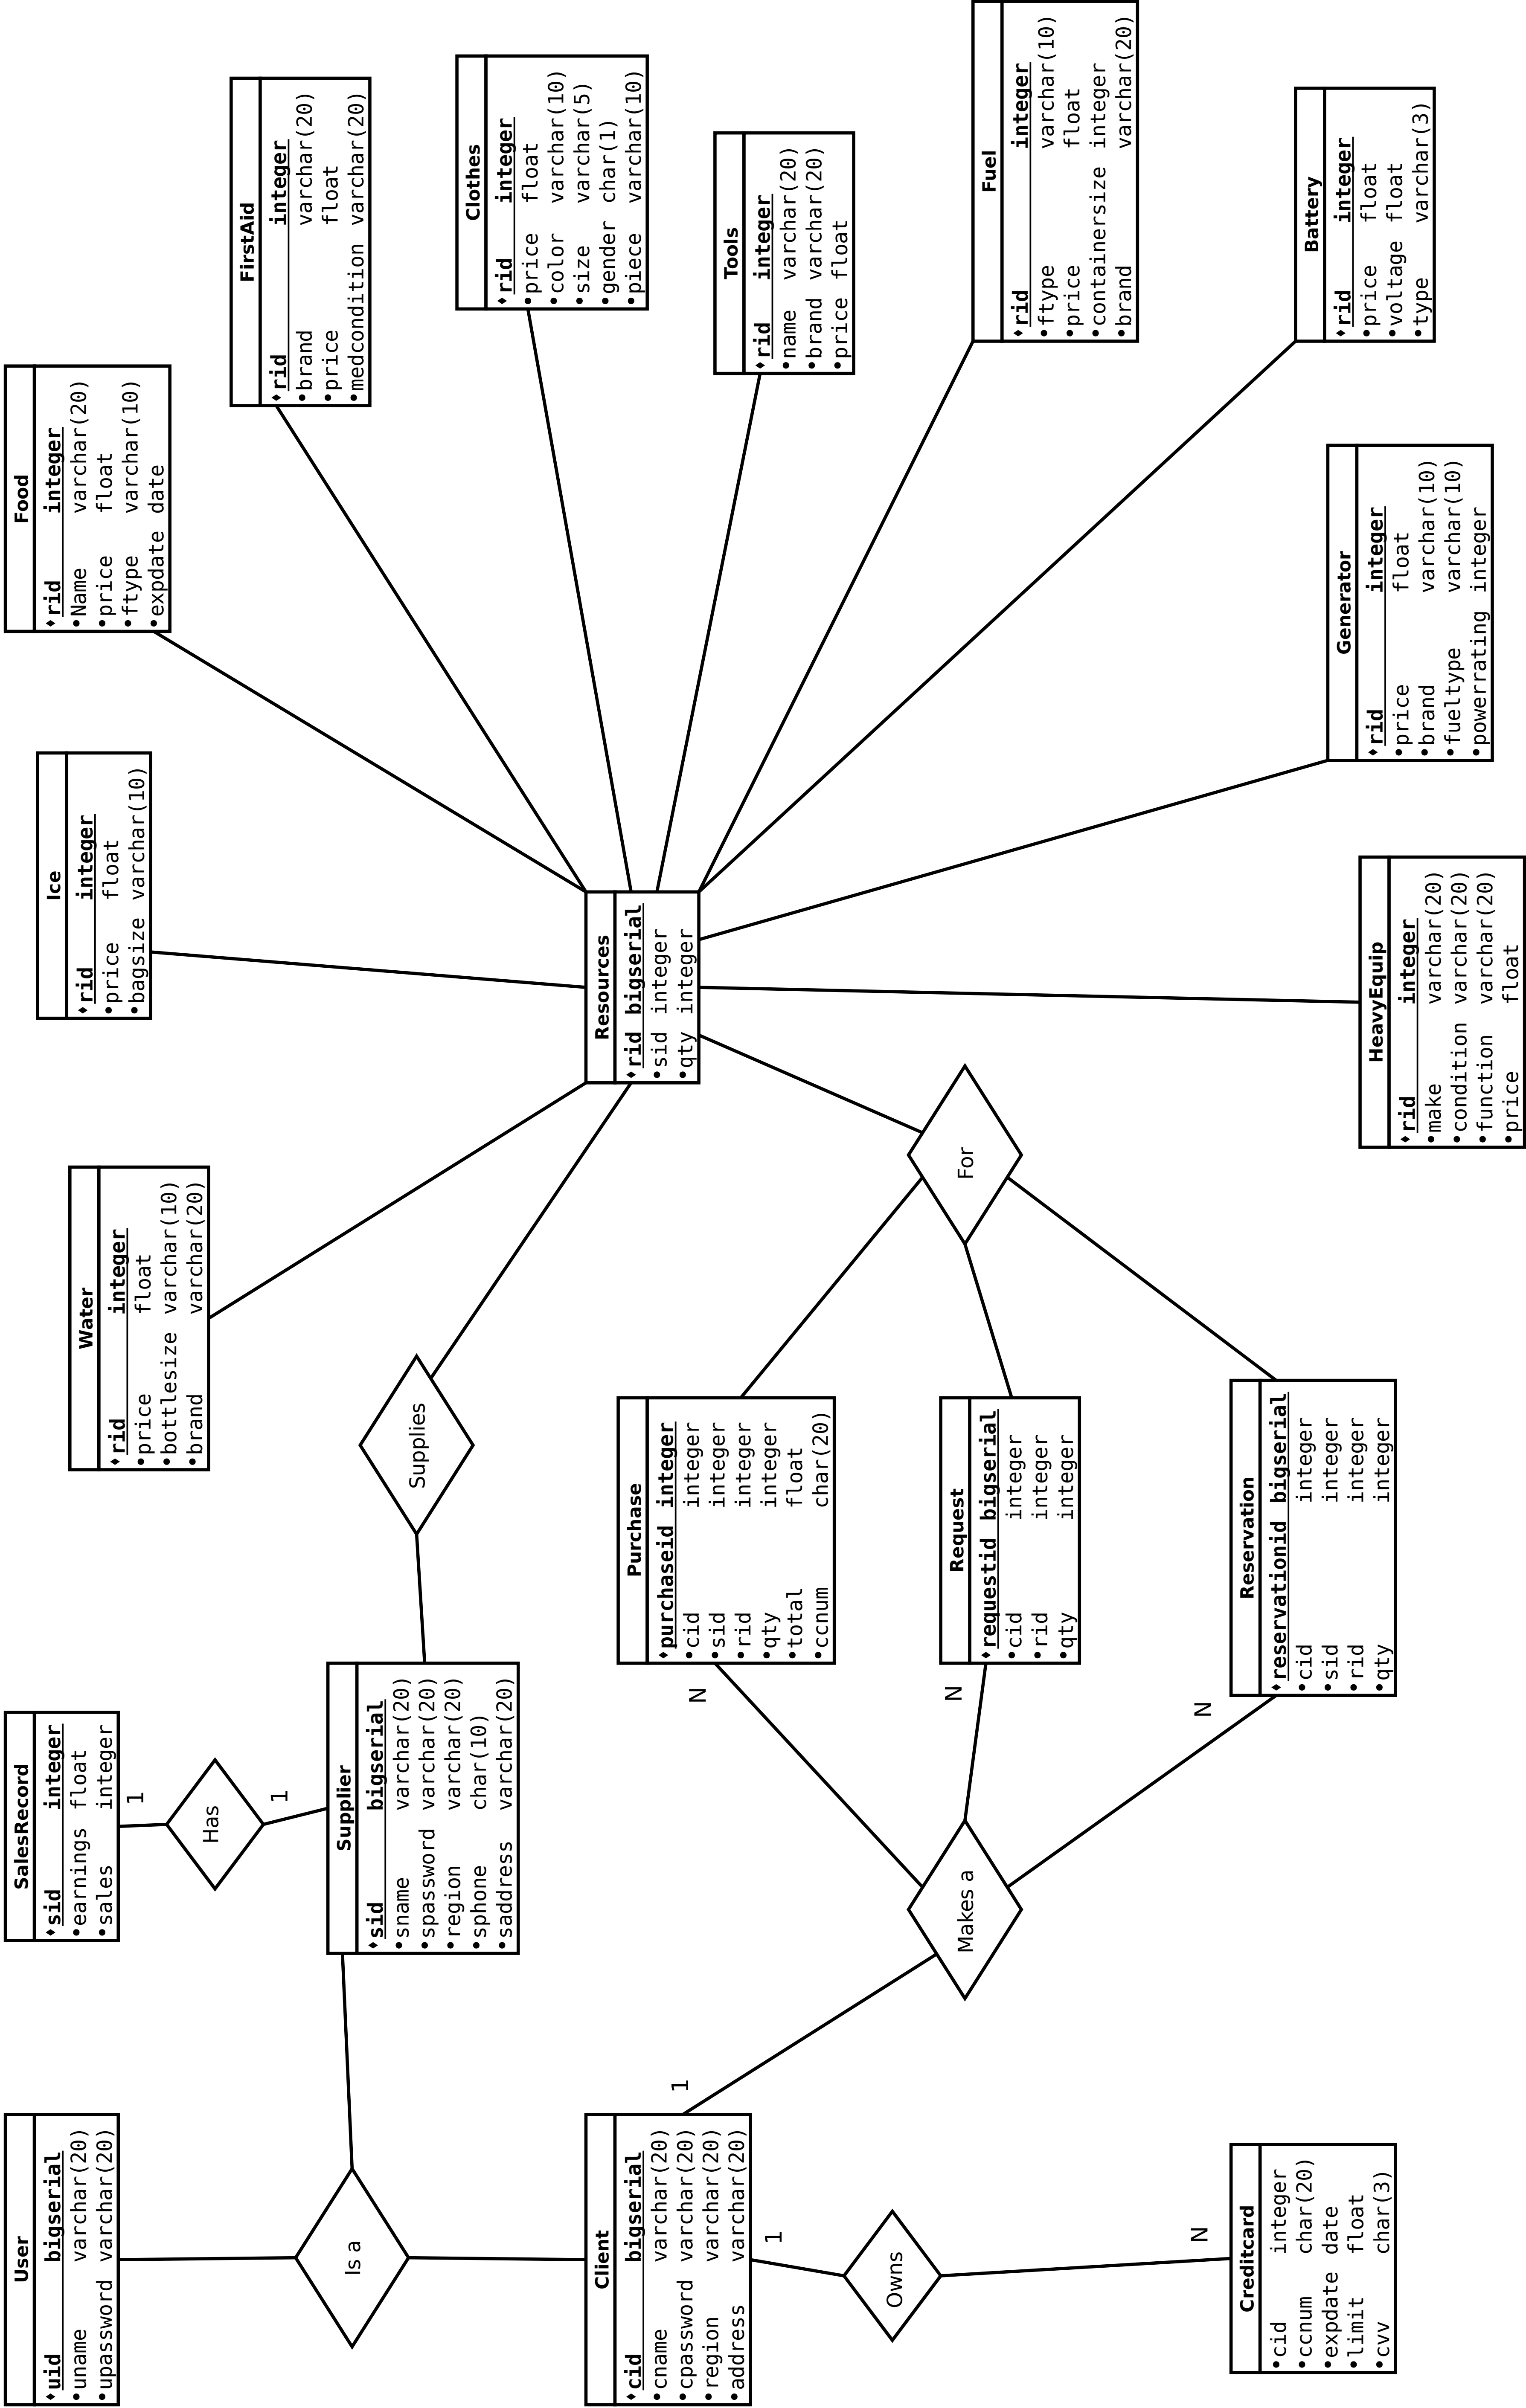 User
uid bigserial
uname varchar(20)
upassword varchar(20)
SalesRecord
sid integer
earnings float
sales integer
1
Has
1
Is a
Supplier
sid bigserial
sname varchar(20)
spassword varchar(20)
region varchar(20)
sphone char(10)
saddress varchar(20)
Client
cid bigserial
cname varchar(20)
cpassword varchar(20)
region varchar(20)
address varchar(20)
1
1
Owns
N
Creditcard
cid integer
ccnum char(20)
expdate date
limit float
cvv char(3)
Makes a
N
N
N
Purchase
purchaseid integer
cid integer
sid integer
rid integer
qty integer
total float
ccnum char(20)
Request
requestid bigserial
cid integer
rid integer
qty integer
Reservation
reservationid bigserial
cid integer
sid integer
rid integer
qty integer
Supplies
For
Resources
rid bigserial
sid integer
qty integer
Water
rid integer
price float
bottlesize varchar(10)
brand varchar(20)
Ice
rid integer
price float
bagsize varchar(10)
Food
rid integer
Name varchar(20)
price float
ftype varchar(10)
expdate date
FirstAid
rid integer
brand varchar(20)
price float
medcondition varchar(20)
Clothes
rid integer
price float
color varchar(10)
size varchar(5)
gender char(1)
piece varchar(10)
Tools
rid integer
name varchar(20)
brand varchar(20)
price float
Fuel
rid integer
ftype varchar(10)
price float
containersize integer
brand varchar(20)
Battery
rid integer
price float
voltage float
type varchar(3)
Generator
rid integer
price float
brand varchar(10)
fueltype varchar(10)
powerrating integer
HeavyEquip
rid integer
make varchar(20)
condition varchar(20)
function varchar(20)
price float